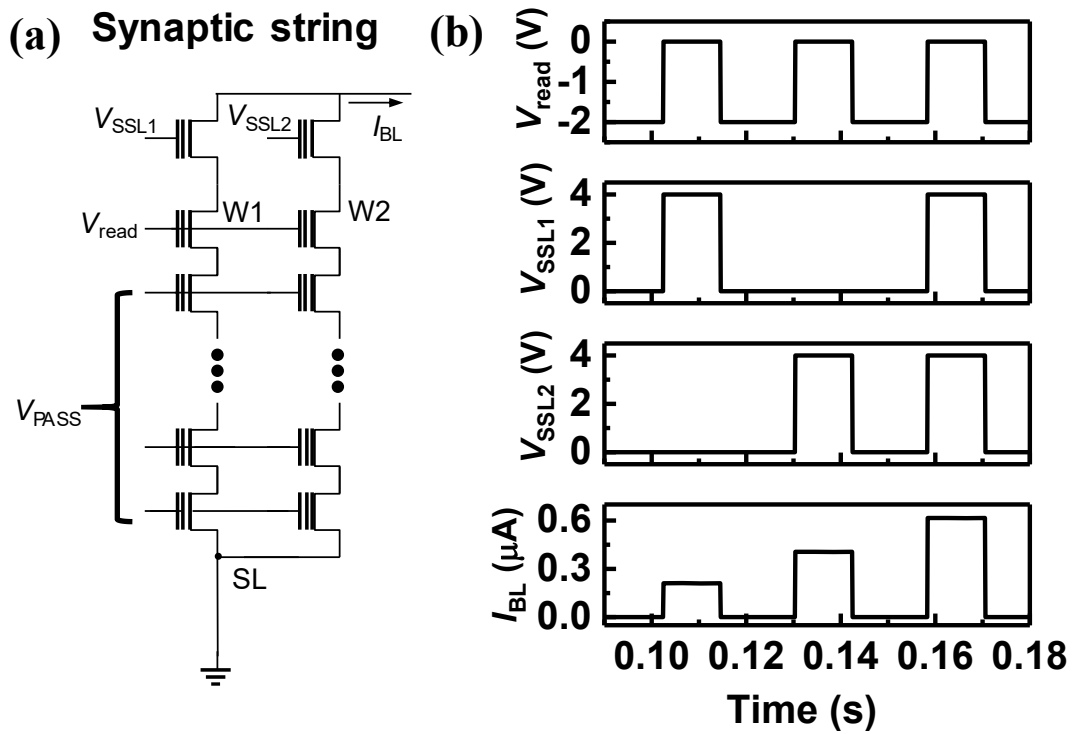 (a) Synaptic string
VSSL1
VSSL2
IBL
Vread
W1
W2
VPASS
SL
(b)
Vread (V)
0
-1
-2
VSSL1 (V)
4
2
0
VSSL2 (V)
4
2
0
IBL (μA)
0.6
0.3
0.0
0.10 0.12 0.14 0.16 0.18
Time (s)